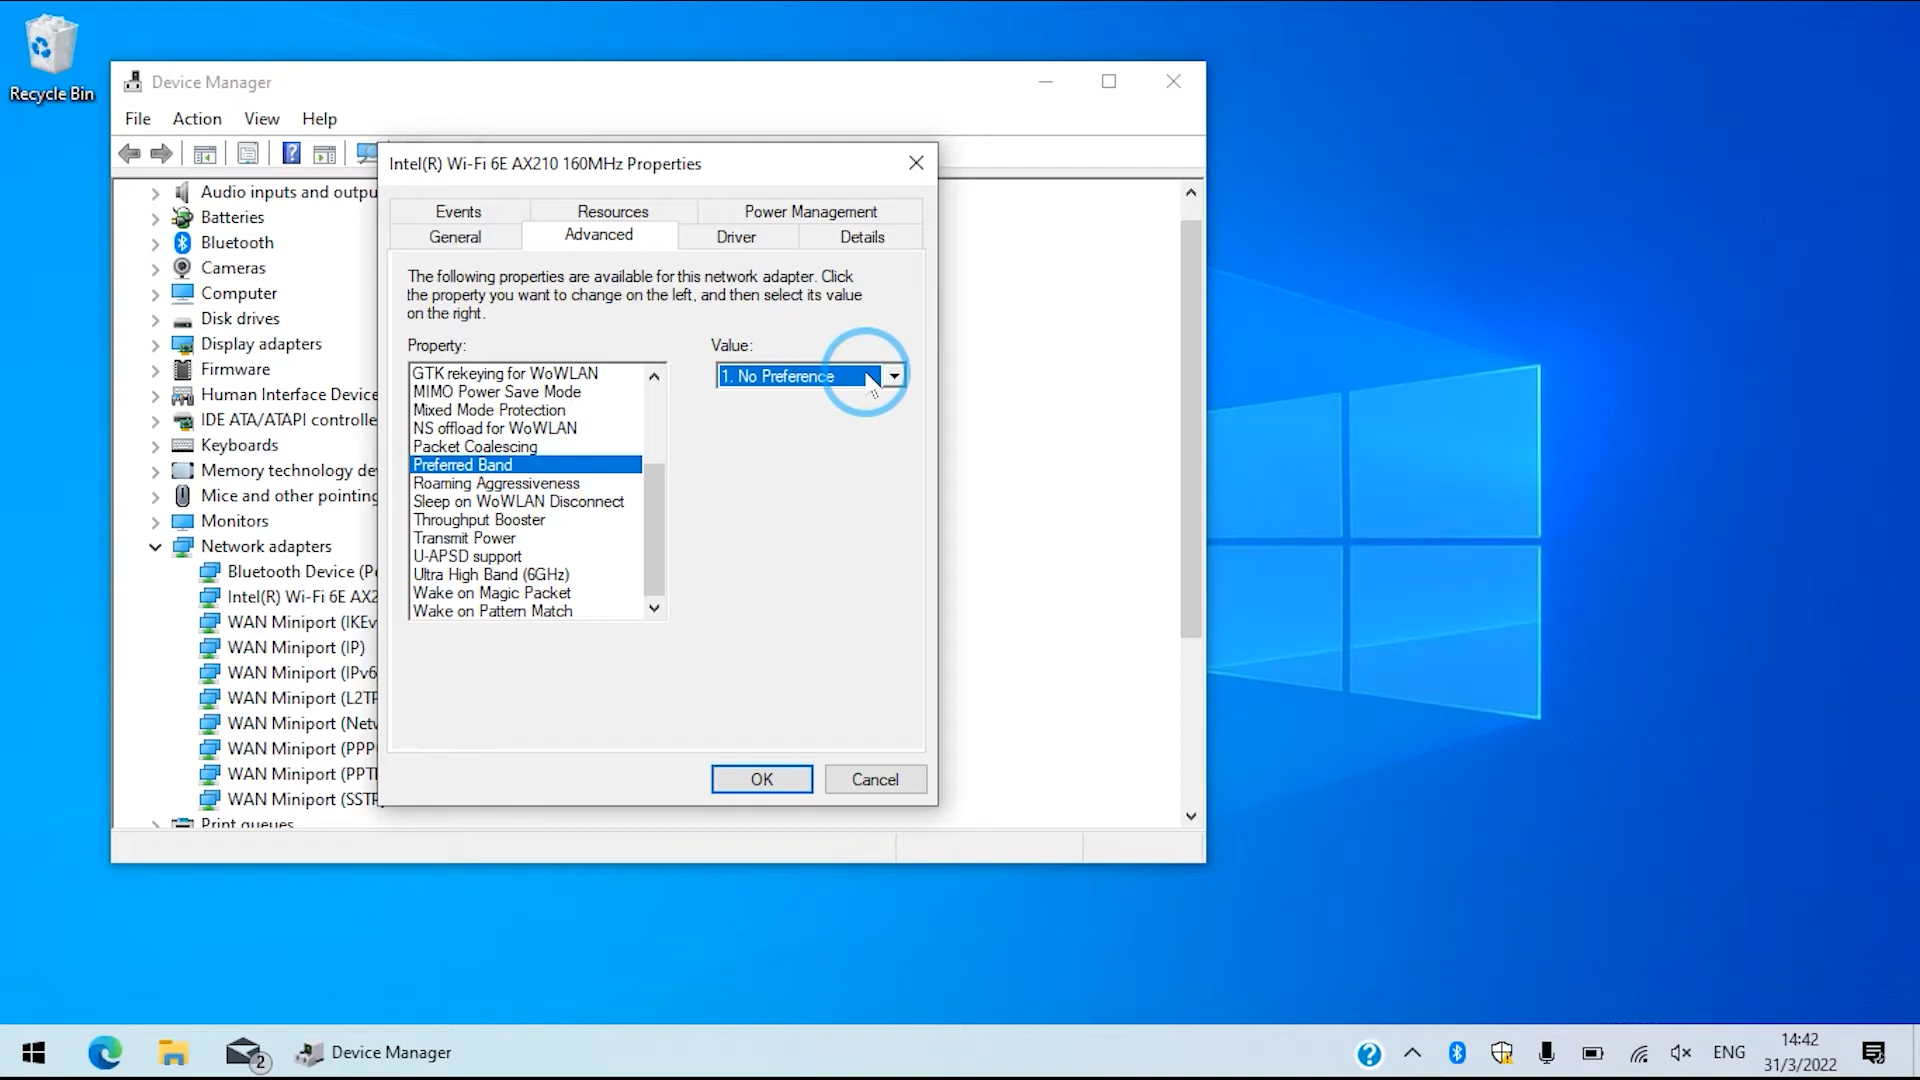 Recycle Bin
Device Manager
File Action View Help
Audio inputs and outpu
Batteries
Bluetooth
Cameras
Computer
Disk drives
Display adapters
Firmware
Human Interface Device
IDE ATA/ATAPI controlle
Keyboards
Memory technology de
Mice and other pointing
Monitors
Network adapters
Bluetooth Device (P
Intel(R) Wi-Fi 6E AX2
WAN Miniport (IKEv
WAN Miniport (IP)
WAN Miniport (IPv6
WAN Miniport (L2TP
WAN Miniport (Netw
WAN Miniport (PPP
WAN Miniport (PPT
WAN Miniport (SSTP
Print queues
Intel(R) Wi-Fi 6E AX210 160MHz Properties
Events Resources Power Management
General Advanced Driver Details
The following properties are available for this network adapter. Click
the property you want to change on the left, and then select its value
on the right.
Property: Value:
1. No Preference
GTK rekeying for WoWLAN
MIMO Power Save Mode
Mixed Mode Protection
NS offload for WoWLAN
Packet Coalescing
Preferred Band
Roaming Aggressiveness
Sleep on WoWLAN Disconnect
Throughput Booster
Transmit Power
U-APSD support
Ultra High Band (6GHz)
Wake on Magic Packet
Wake on Pattern Match
OK Cancel
2
Device Manager
ENG
14:42
31/3/2022